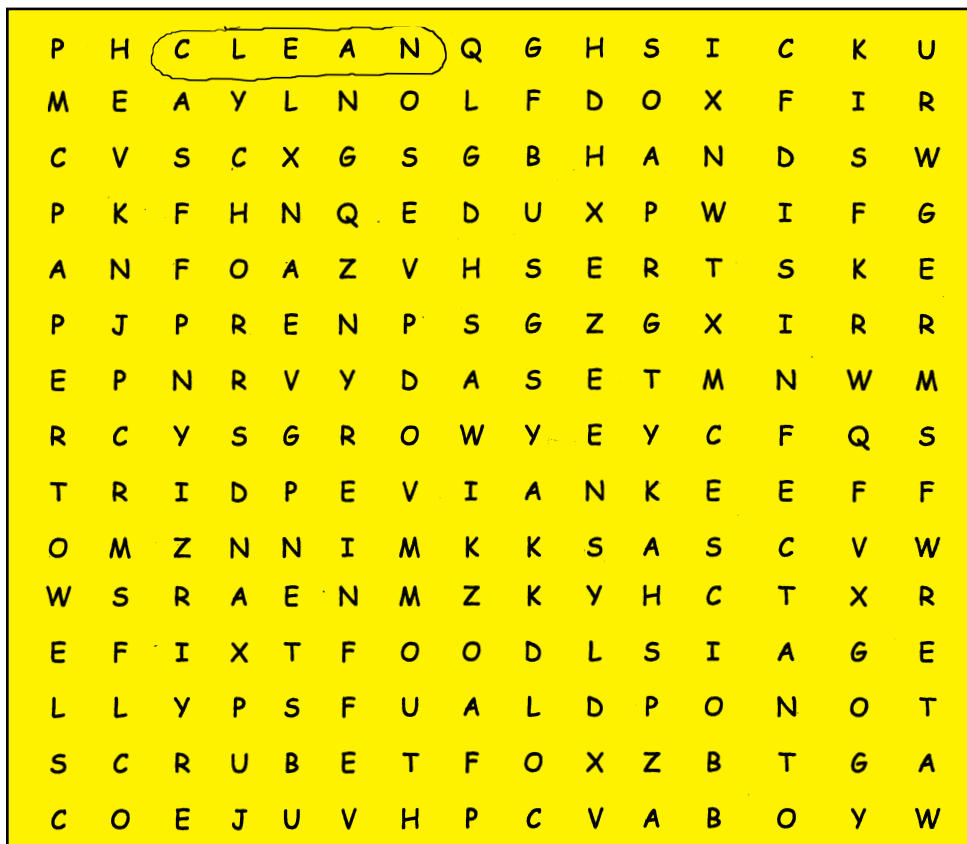 P H C L E A N Q G H S I C K U
M E A Y L N O L F D O X F I R
C V S C X G S G B H A N D S W
P K F H N Q E D U X P W I F G
A N F O A Z V H S E R T S K E
P J P R E N P S G Z G X I R R
E P N R V Y D A S E T M N W M
R C Y S G R O W Y E Y C F Q S
T R I D P E V I A N K E E F F
O M Z N N I M K K S A S C V W
W S R A E N M Z K Y H C T X R
E F I X T F O O D L S I A G E
L L Y P S F U A L D P O N O T
S C R U B E T F O X Z B T G A
C O E J U V H P C V A B O Y W